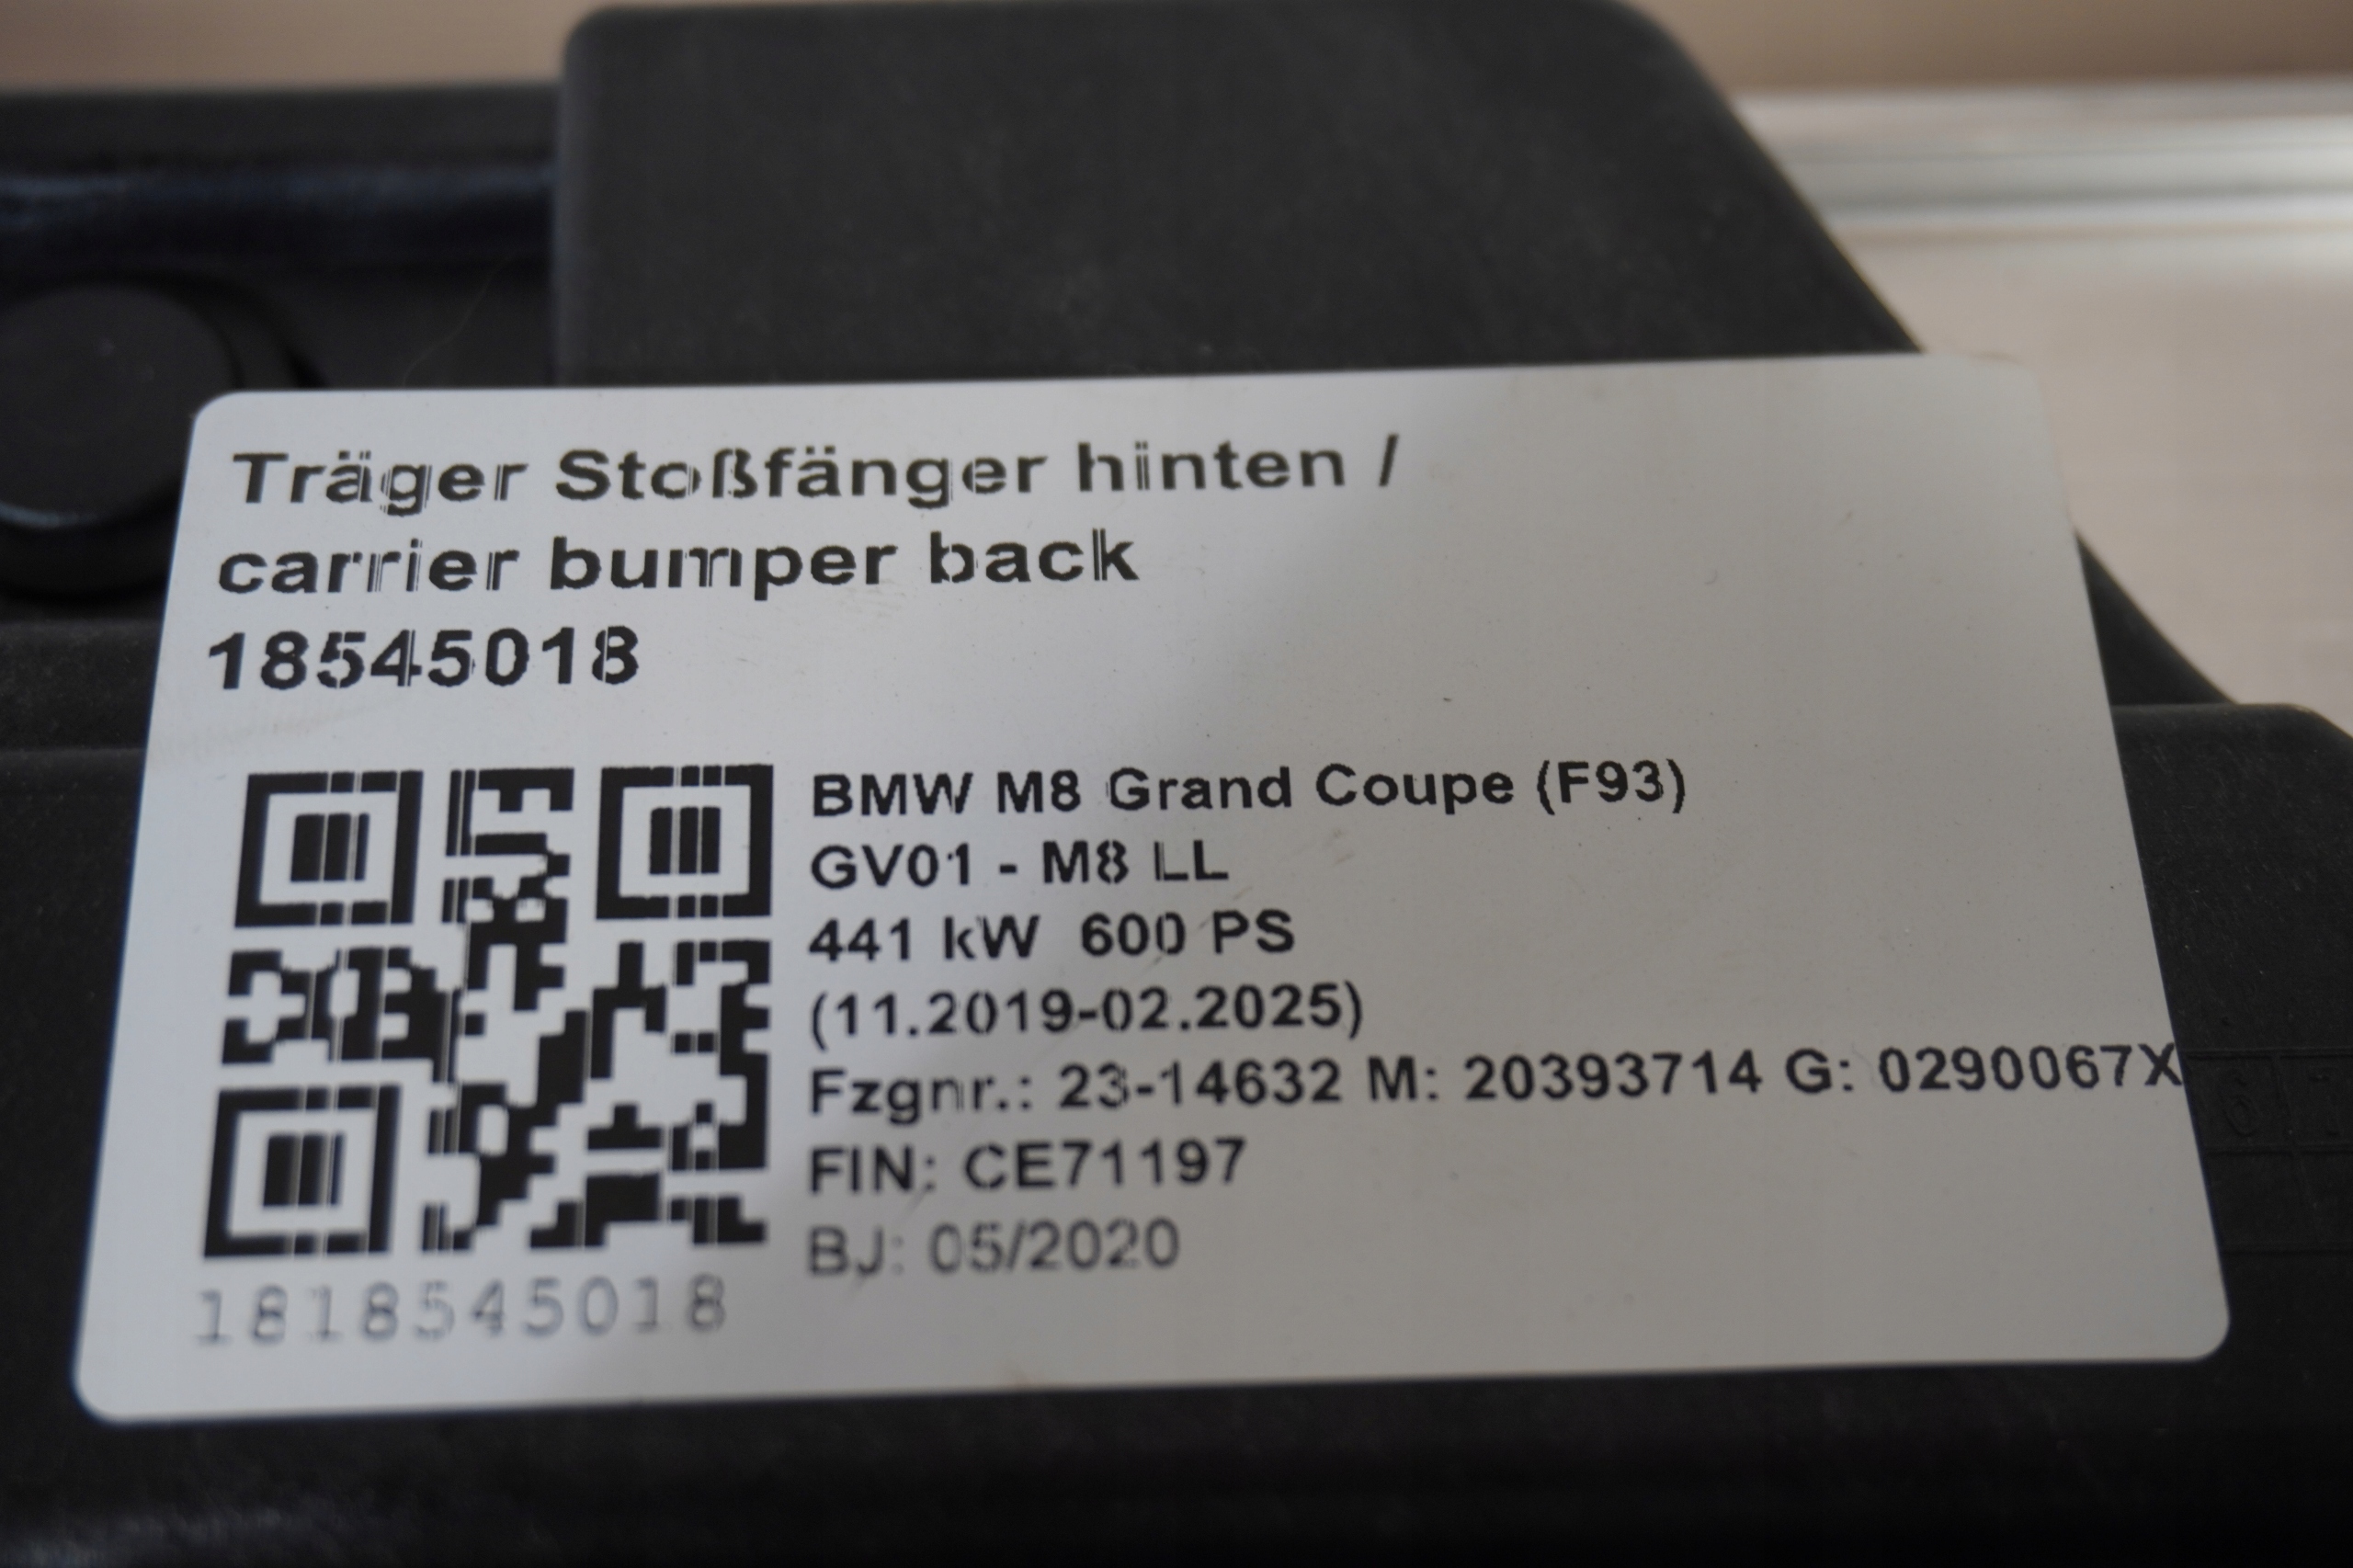 Träger Stoßfänger hinten /
carrier bumper back
18545018
BMW M8 Grand Coupe (F93)
GV01 - M8 LL
441 kW 600 PS
(11.2019-02.2025)
Fzgnr.: 23-14632 M: 20393714 G: 0290067X
FIN: CE71197
BJ: 05/2020
1818545018